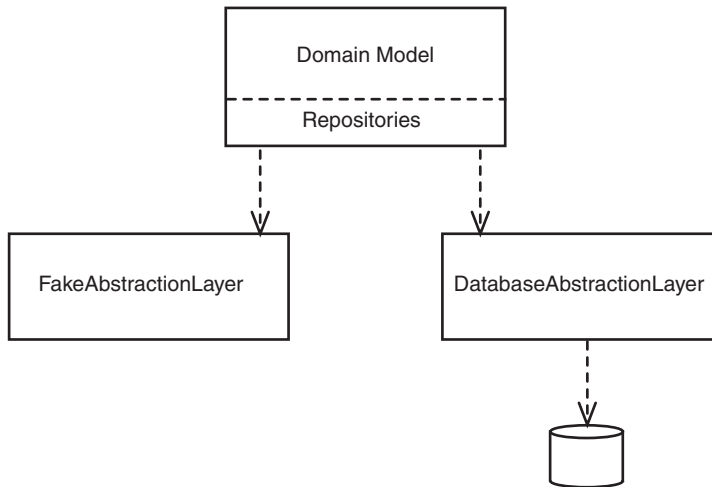 Domain Model
Repositories
FakeAbstractionLayer
DatabaseAbstractionLayer